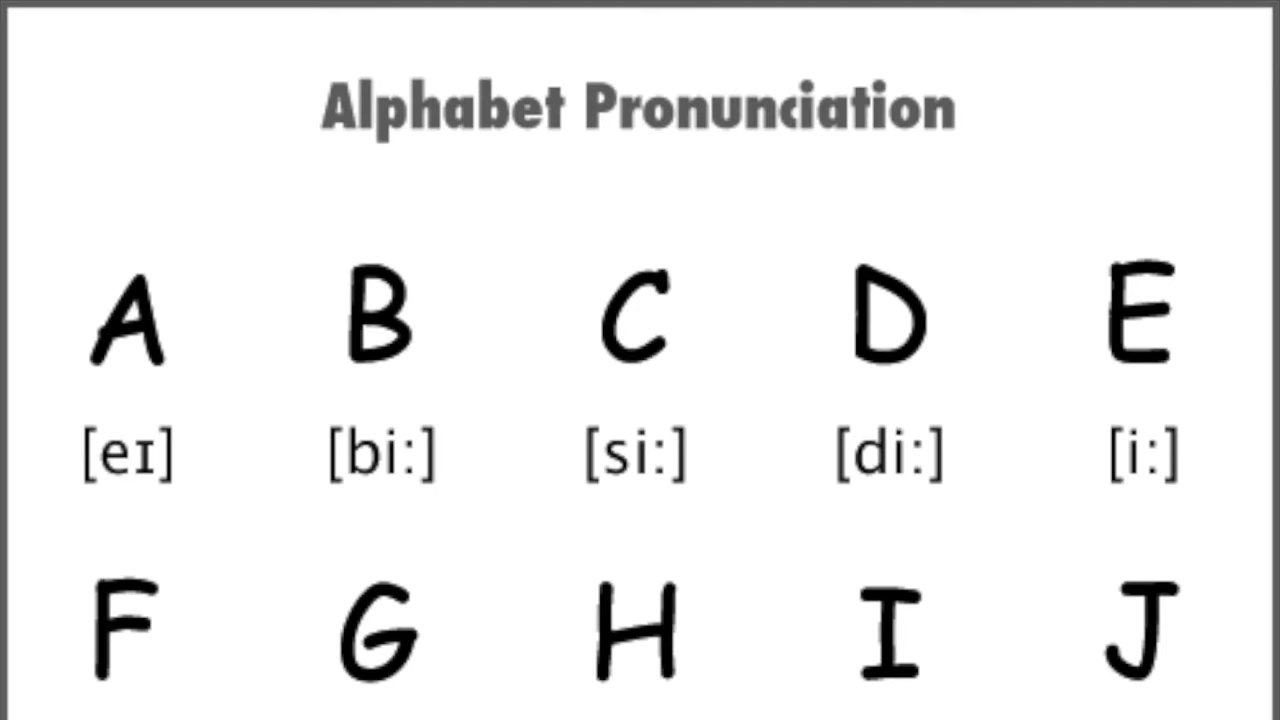 Alphabet Pronunciation
A B C D E
[eɪ] [bi:] [si:] [di:] [i:]
F G H I J